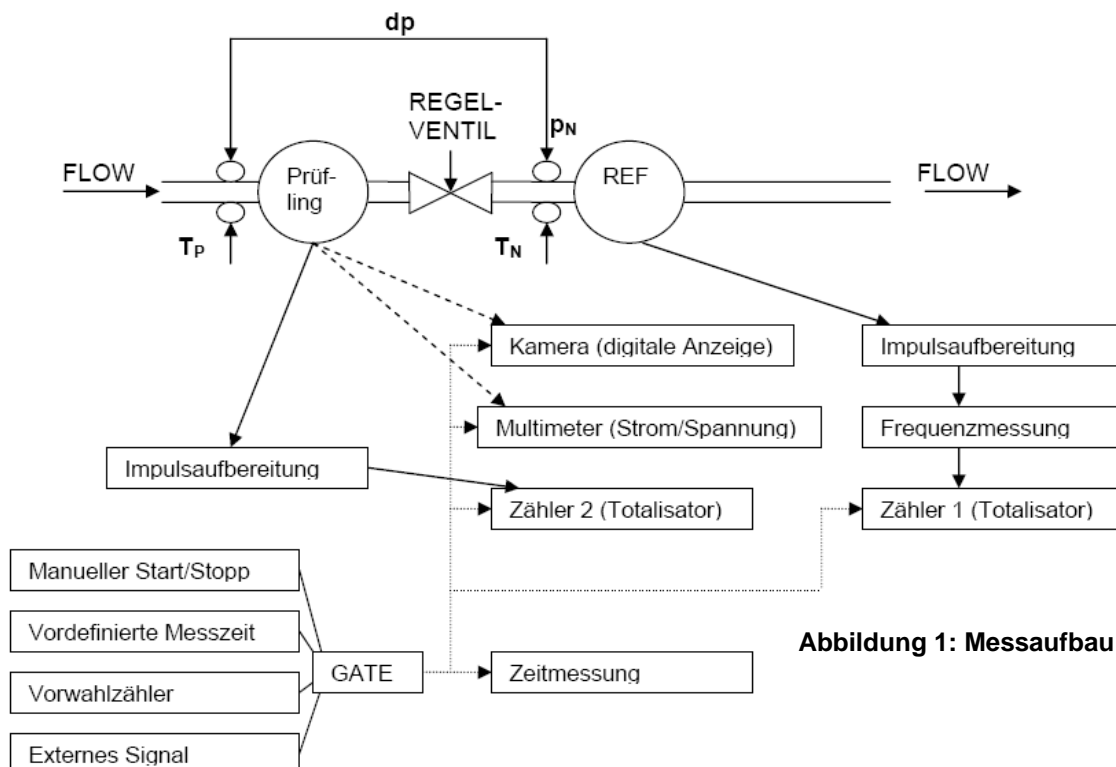 dp
REGEL-
VENTIL
pN
FLOW
Prüf-
ling
REF
FLOW
TP
TN
Kamera (digitale Anzeige)
Impulsaufbereitung
Multimeter (Strom/Spannung)
Frequenzmessung
Impulsaufbereitung
Zähler 2 (Totalisator)
Zähler 1 (Totalisator)
Manueller Start/Stopp
Vordefinierte Messzeit
Abbildung 1: Messaufbau
GATE
Zeitmessung
Vorwahlzähler
Externes Signal